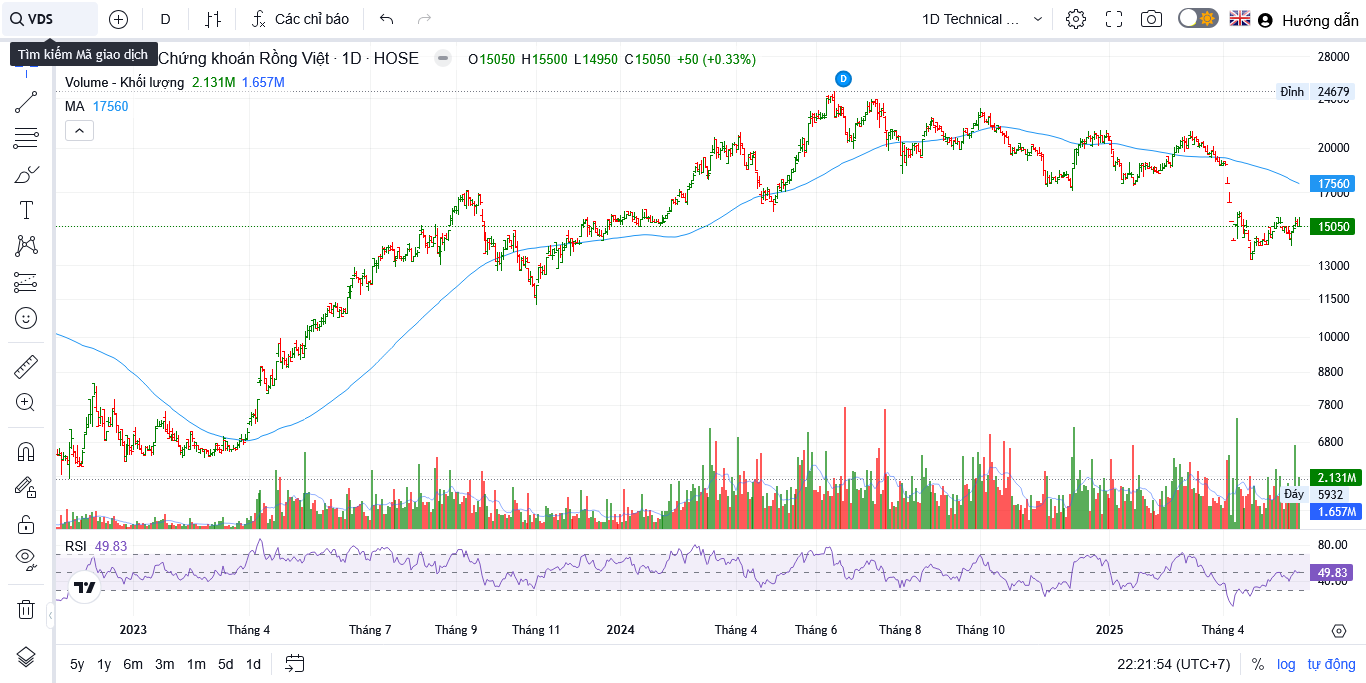 VDS D Các chỉ báo 1D Technical ... Hướng dẫn
Tìm kiếm Mã giao dịch
Chứng khoán Rồng Việt · 1D · HOSE O15050 H15500 L14950 C15050 +50 (+0.33%)
Volume - Khối lượng 2.131M 1.657M
MA 17560
D
28000
Đỉnh 24679
24000
20000
17560
17000
15050
13000
11500
10000
8800
7800
6800
2.131M
Đáy 5932
1.657M
RSI 49.83
80.00
49.83
40.00
2023 Tháng 4 Tháng 7 Tháng 9 Tháng 11 2024 Tháng 4 Tháng 6 Tháng 8 Tháng 10 2025 Tháng 4
5y 1y 6m 3m 1m 5d 1d 22:21:54 (UTC+7) % log tự động